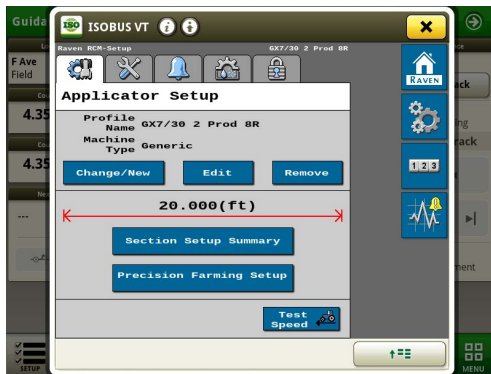 Guida
ISO
ISOBUS VT
Raven RCM-Setup
GX7/30 2 Prod 8R
F Ave
Field
Applicator Setup
RAVEN
ack
4.35
Profile
Name GX7/30 2 Prod 8R
Machine
Type Generic
ng
rack
4.35
Change/New
Edit
Remove
1 2 3
20.000(ft)
---
Section Setup Summary
Precision Farming Setup
ment
Test
Speed
SETUP
MENU